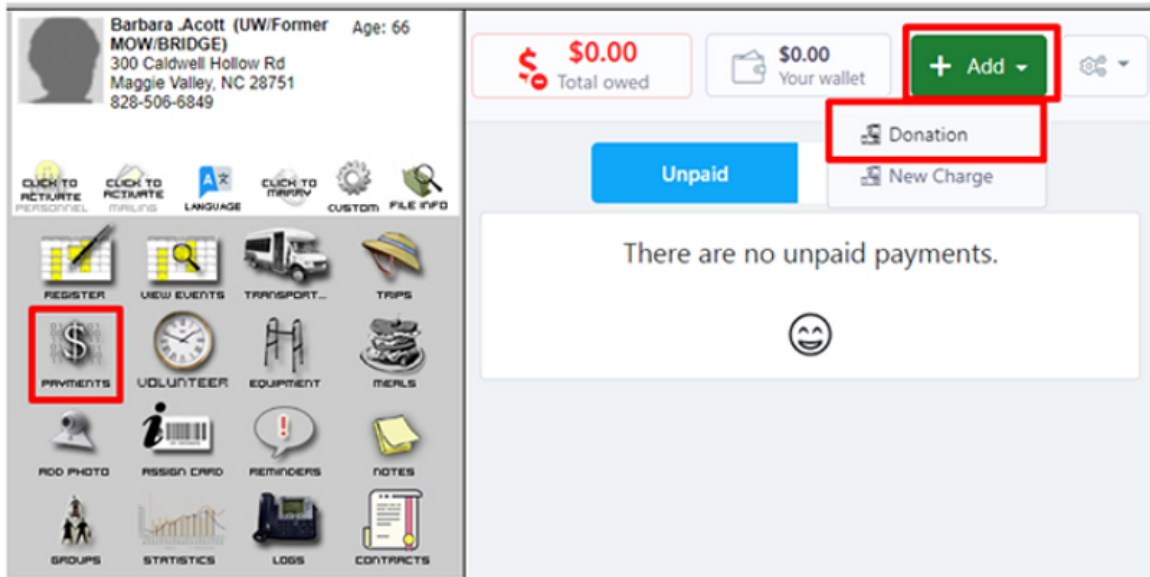 Barbara .Acott (UW/Former
MOW/BRIDGE)
Age: 66
300 Caldwell Hollow Rd
Maggie Valley, NC 28751
828-506-6849
CLICK TO ACTIVATE PERSONNEL
CLICK TO ACTIVATE MAILING
LANGUAGE
CLICK TO MARRY
CUSTOM
FILE INFO
REGISTER
VIEW EVENTS
TRANSPORT...
TRIPS
PAYMENTS
VOLUNTEER
EQUIPMENT
MEALS
ADD PHOTO
ASSIGN CARD
REMINDERS
NOTES
GROUPS
STATISTICS
LOGS
CONTRACTS
$0.00
Total owed
$0.00
Your wallet
+ Add
Donation
New Charge
Unpaid
There are no unpaid payments.